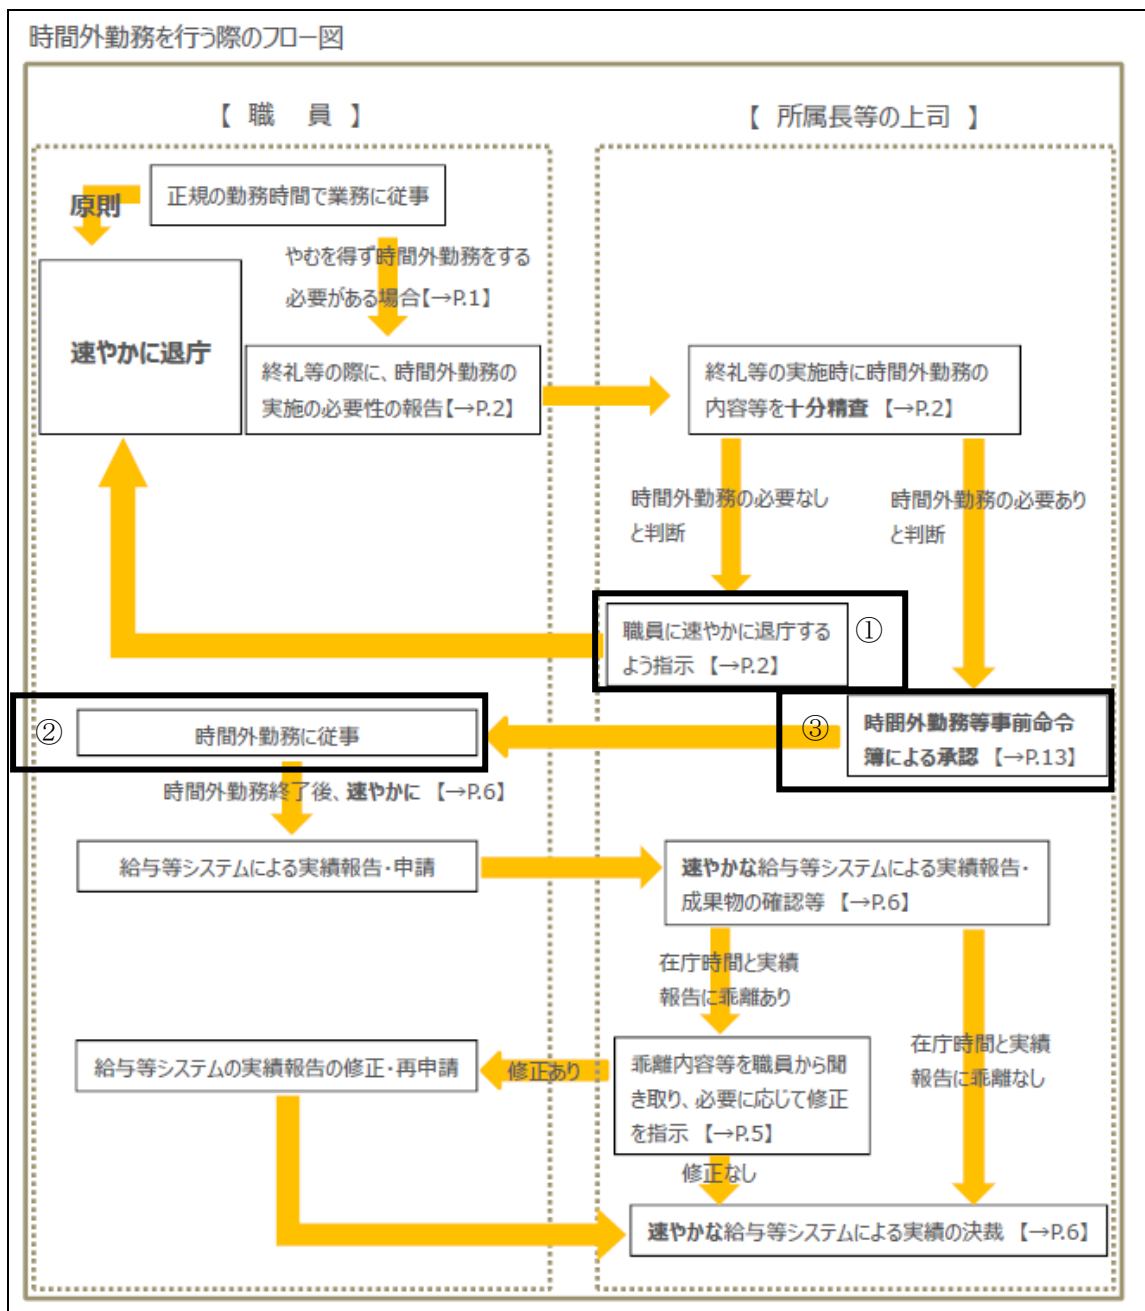 時間外勤務を行う際のフロー図
【 職　員 】
【 所属長等の上司 】
原則
正規の勤務時間で業務に従事
やむを得ず時間外勤務をする
必要がある場合【→P.1】
速やかに退庁
終礼等の際に、時間外勤務の
実施の必要性の報告【→P.2】
終礼等の実施時に時間外勤務の
内容等を十分精査 【→P.2】
時間外勤務の必要なし
と判断
時間外勤務の必要あり
と判断
職員に速やかに退庁する
よう指示 【→P.2】
①
②
時間外勤務に従事
③
時間外勤務等事前命令
簿による承認 【→P.13】
時間外勤務終了後、速やかに 【→P.6】
給与等システムによる実績報告・申請
速やかな給与等システムによる実績報告・
成果物の確認等 【→P.6】
在庁時間と実績
報告に乖離あり
在庁時間と実績
報告に乖離なし
給与等システムの実績報告の修正・再申請
修正あり
乖離内容等を職員から聞
き取り、必要に応じて修正
を指示 【→P.5】
修正なし
速やかな給与等システムによる実績の決裁 【→P.6】